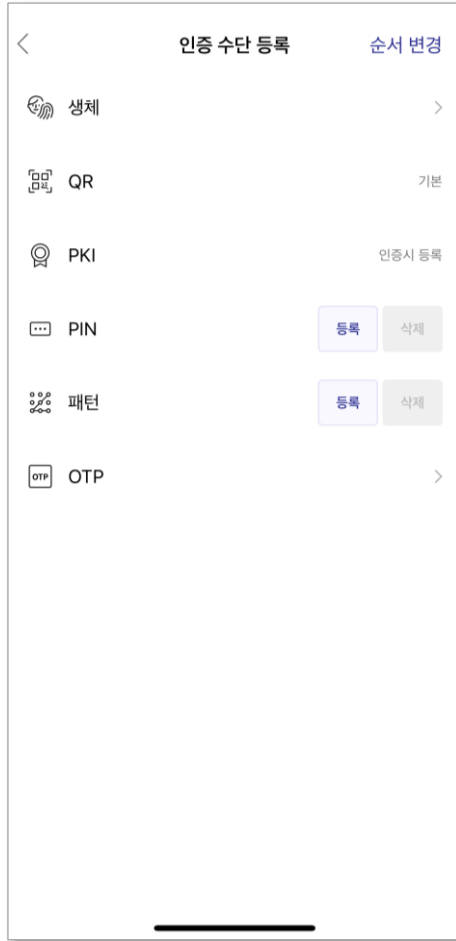 인증 수단 등록 순서 변경
생체
QR 기본
PKI 인증시 등록
PIN 등록 삭제
패턴 등록 삭제
OTP OTP